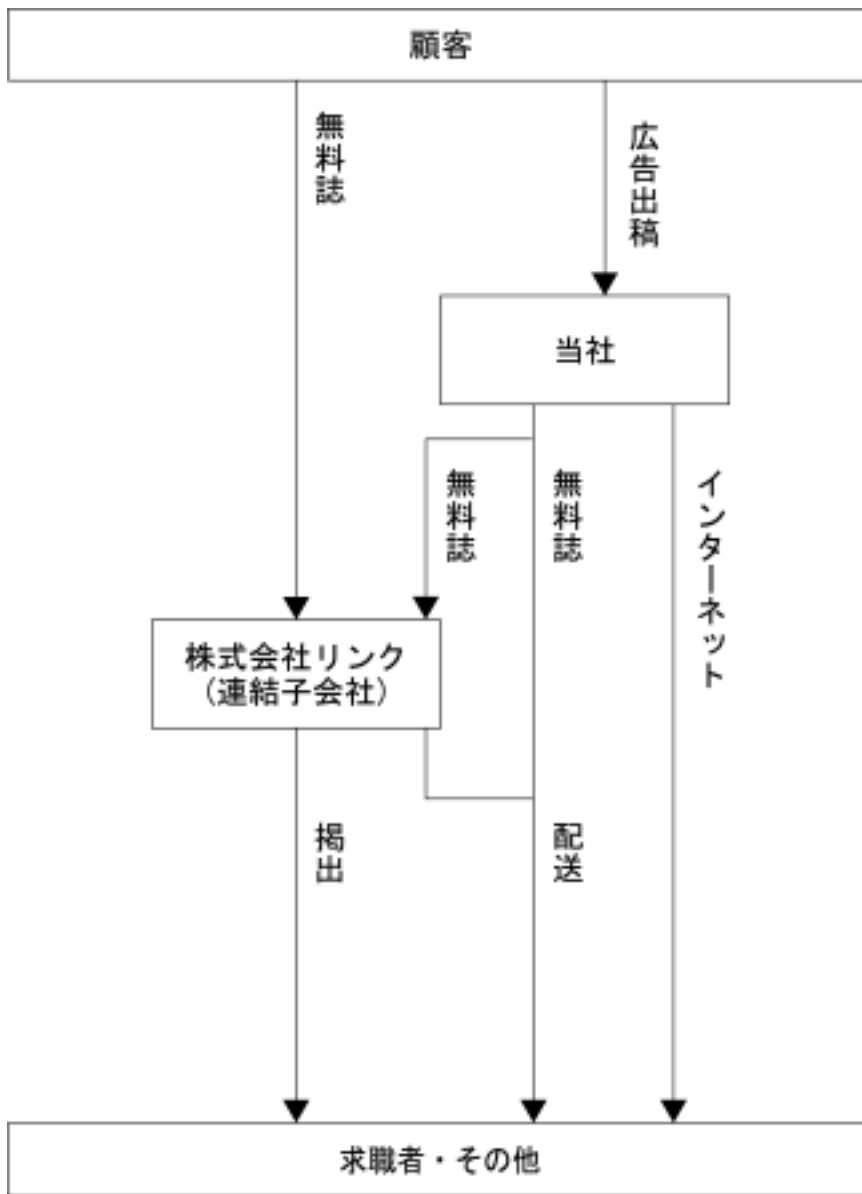 顧客
無料誌
広告出稿
当社
無料誌
無料誌
インターネット
株式会社リンク
（連結子会社）
掲出
配送
求職者・その他